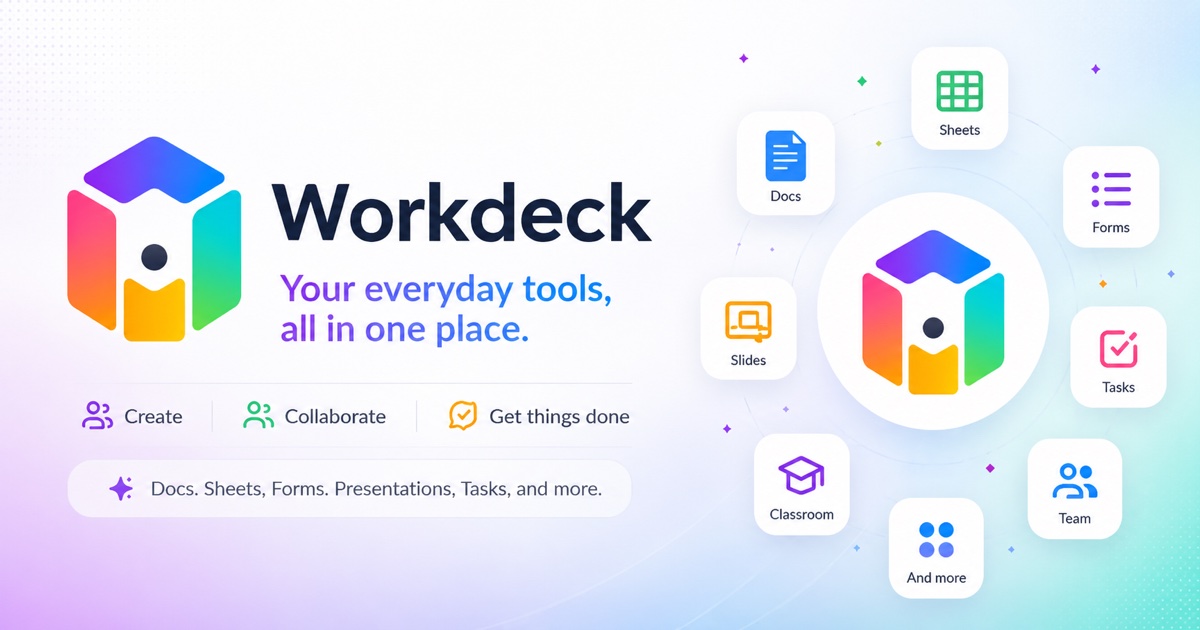 Workdeck
Your everyday tools,
all in one place.
Create
Collaborate
Get things done
Docs. Sheets, Forms. Presentations, Tasks, and more.
Sheets
Docs
Forms
Slides
Tasks
Classroom
Team
And more